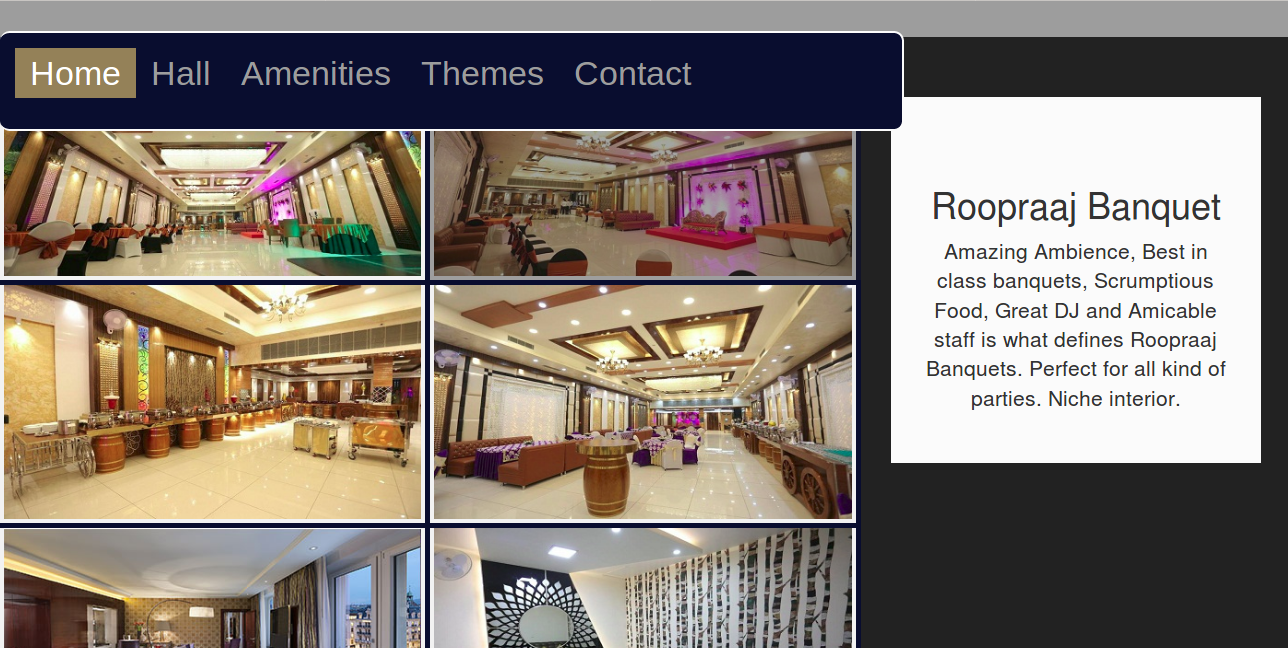 Home Hall Amenities Themes Contact
Roopraaj Banquet
Amazing Ambience, Best in
class banquets, Scrumptious
Food, Great DJ and Amicable
staff is what defines Roopraaj
Banquets. Perfect for all kind of
parties. Niche interior.